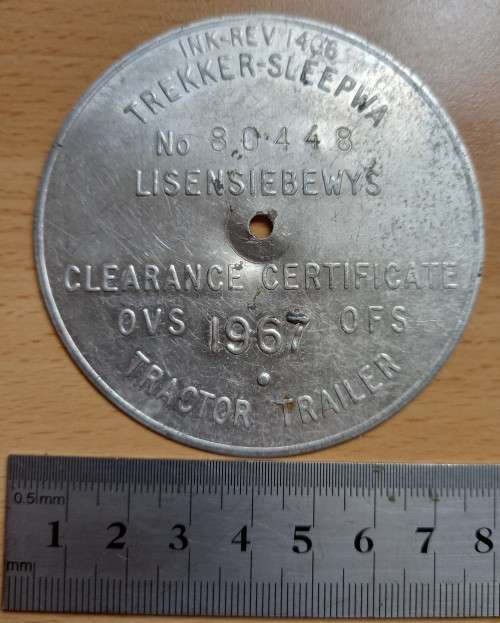 INK-REV 1406
TREKKER-SLEEPWA
No 80448
LISENSIEBEWYS
CLEARANCE CERTIFICATE
OVS 1967 OFS
TRACTOR TRAILER
0.5mm
1 2 3 4 5 6 7 8
mm